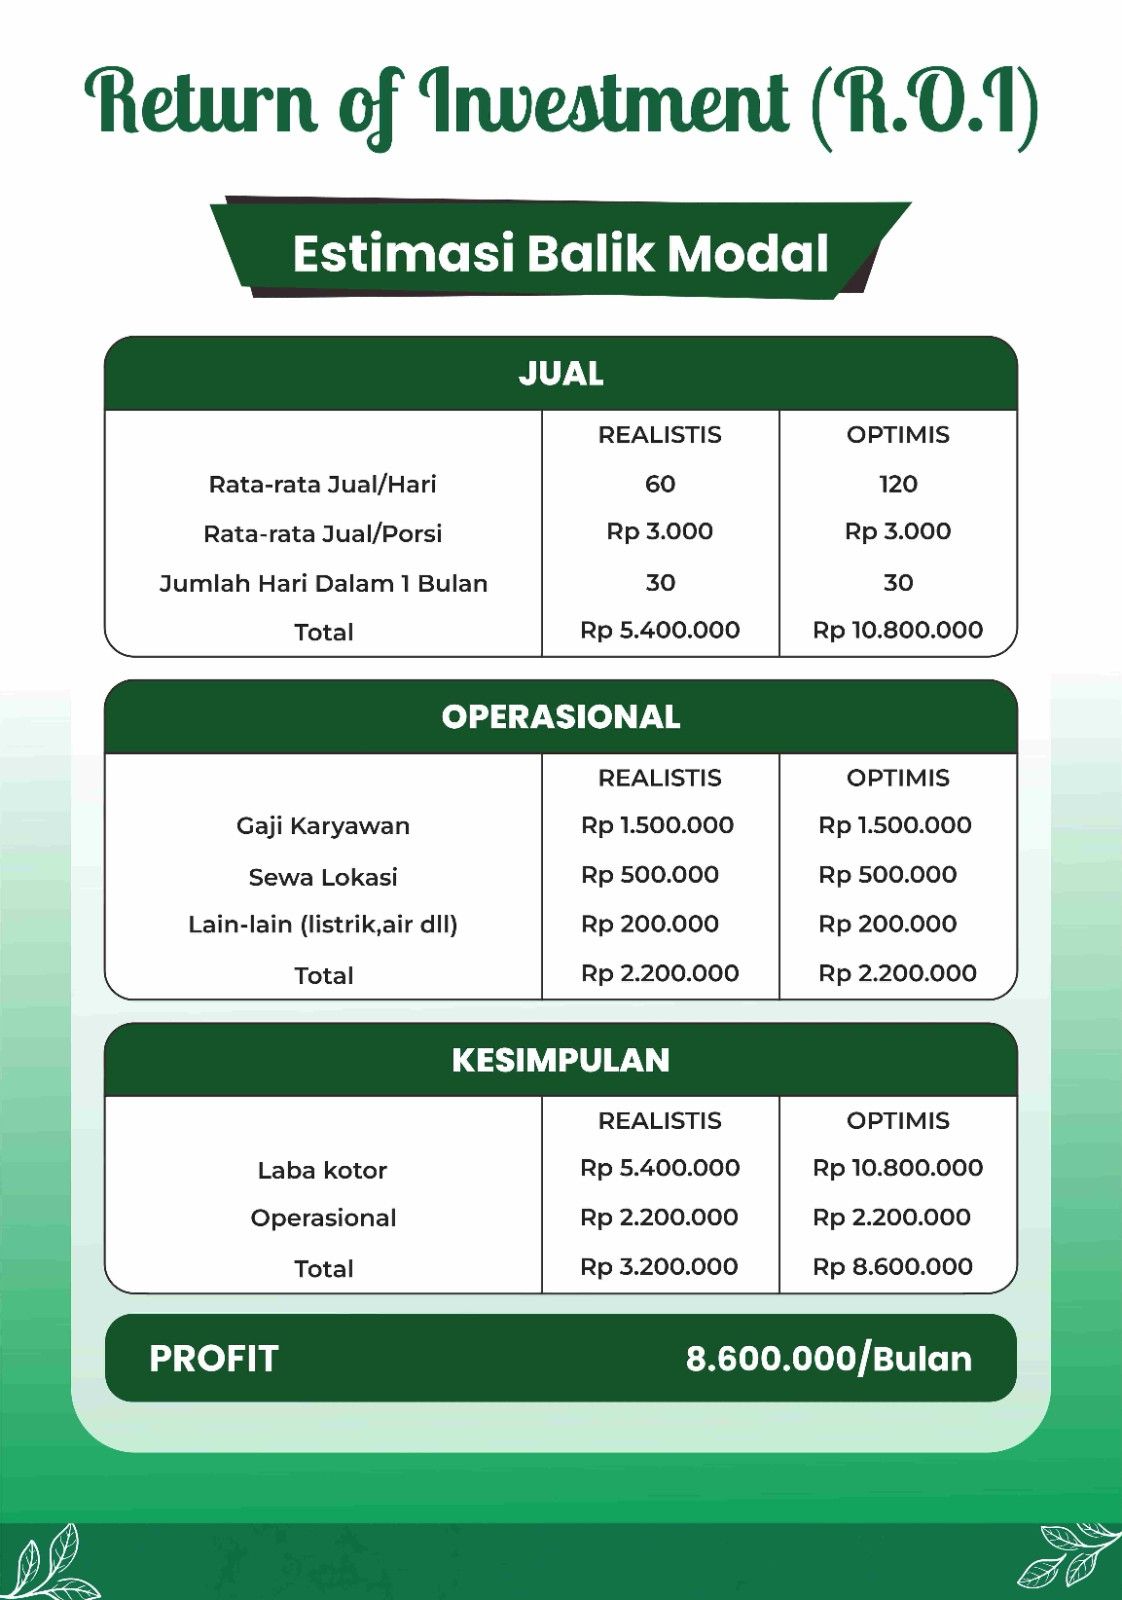 Return of Investment (R.O.I)
Estimasi Balik Modal
JUAL
REALISTIS OPTIMIS
Rata-rata Jual/Hari 60 120
Rata-rata Jual/Porsi Rp 3.000 Rp 3.000
Jumlah Hari Dalam 1 Bulan 30 30
Total Rp 5.400.000 Rp 10.800.000
OPERASIONAL
REALISTIS OPTIMIS
Gaji Karyawan Rp 1.500.000 Rp 1.500.000
Sewa Lokasi Rp 500.000 Rp 500.000
Lain-lain (listrik,air dll) Rp 200.000 Rp 200.000
Total Rp 2.200.000 Rp 2.200.000
KESIMPULAN
REALISTIS OPTIMIS
Laba kotor Rp 5.400.000 Rp 10.800.000
Operasional Rp 2.200.000 Rp 2.200.000
Total Rp 3.200.000 Rp 8.600.000
PROFIT 8.600.000/Bulan